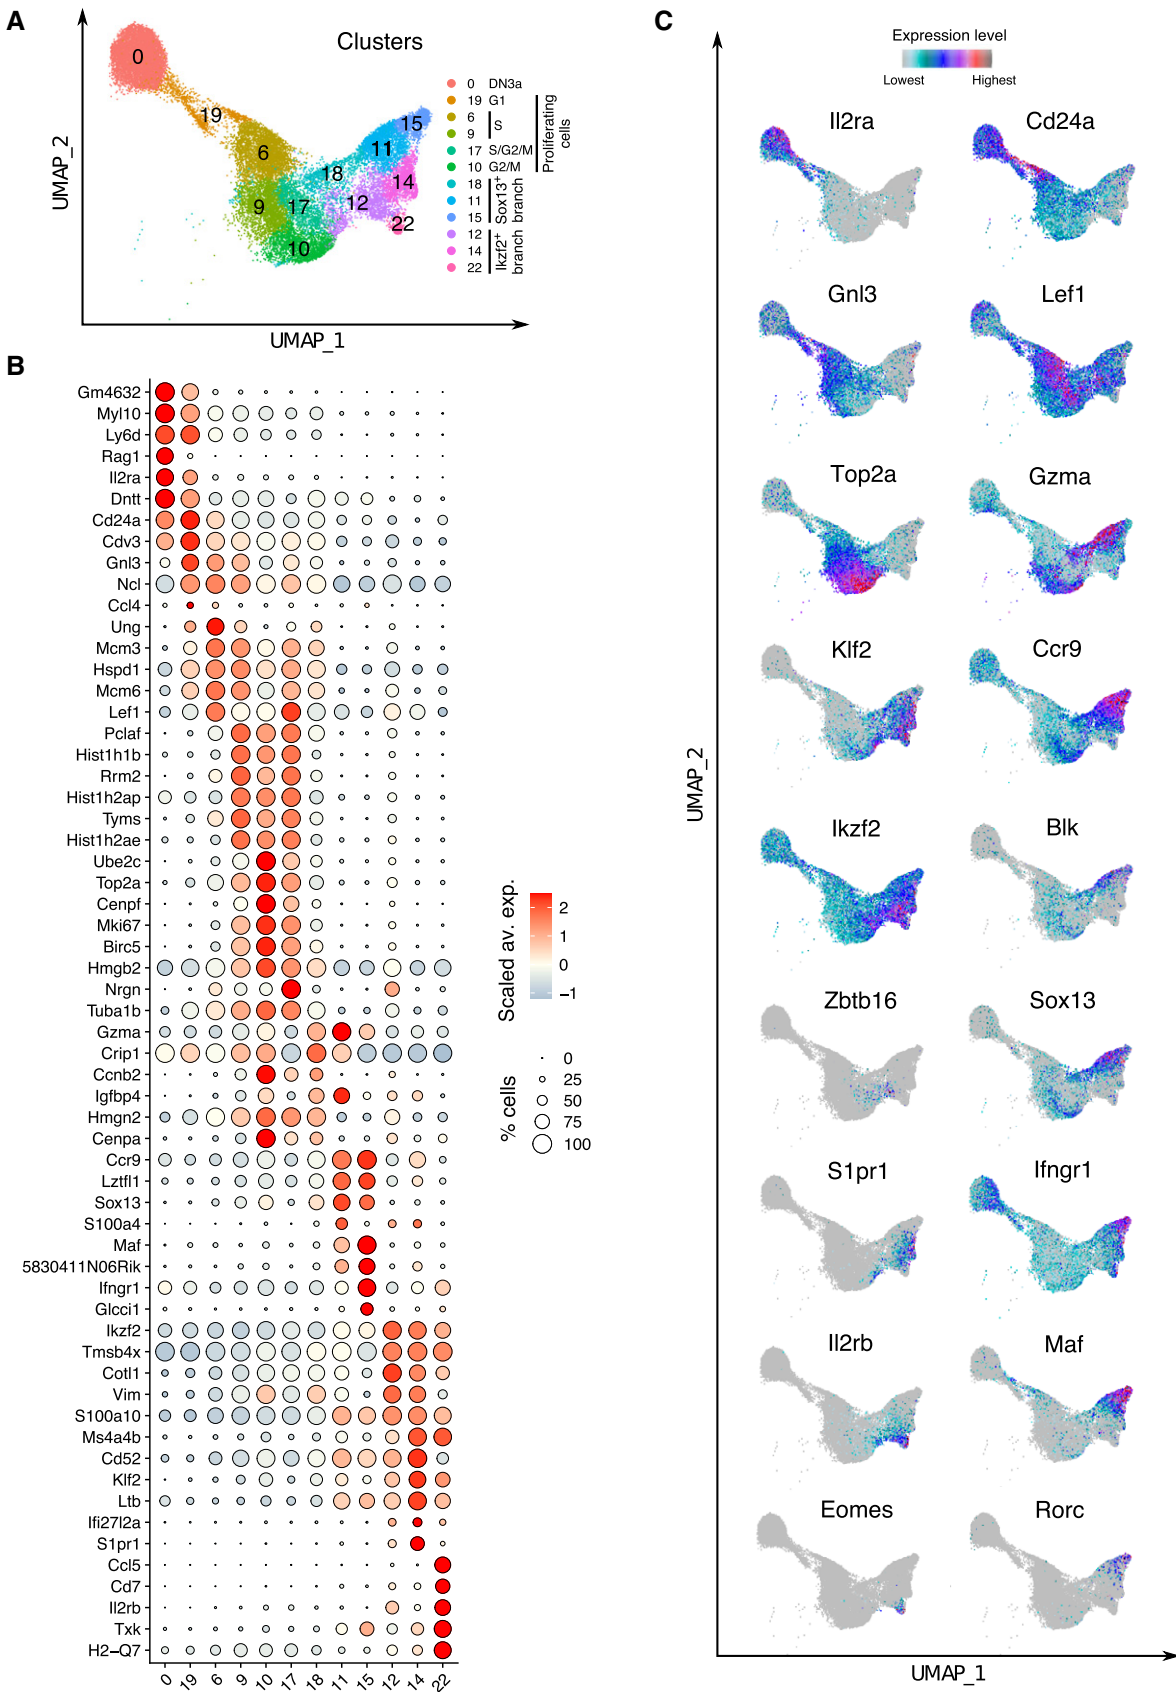 A
Clusters
0
19
6
9
17
10
18
12
11
15
14
22
0 DN3a
19 G1
6
9
S
17 S/G2/M
10 G2/M
Proliferating cells
18
11
15
Sox13+ branch
12
14
22
Ikzf2+ branch
UMAP_2
UMAP_1
B
Gm4632
Myl10
Ly6d
Rag1
Il2ra
Dntt
Cd24a
Cdv3
Gnl3
Ncl
Ccl4
Ung
Mcm3
Hspd1
Mcm6
Lef1
Pclaf
Hist1h1b
Rrm2
Hist1h2ap
Tyms
Hist1h2ae
Ube2c
Top2a
Cenpf
Mki67
Birc5
Hmgb2
Nrgn
Tuba1b
Gzma
Crip1
Ccnb2
Igfbp4
Hmgn2
Cenpa
Ccr9
Lztfl1
Sox13
S100a4
Maf
5830411N06Rik
Ifngr1
Glcci1
Ikzf2
Tmsb4x
Cotl1
Vim
S100a10
Ms4a4b
Cd52
Klf2
Ltb
Ifi27l2a
S1pr1
Ccl5
Cd7
Il2rb
Txk
H2−Q7
0 19 6 9 10 17 18 11 15 12 14 22
Scaled av. exp.
2
1
0
−1
% cells
0
25
50
75
100
C
Expression level
Lowest Highest
Il2ra Cd24a
Gnl3 Lef1
Top2a Gzma
Klf2 Ccr9
Ikzf2 Blk
Zbtb16 Sox13
S1pr1 Ifngr1
Il2rb Maf
Eomes Rorc
UMAP_2
UMAP_1